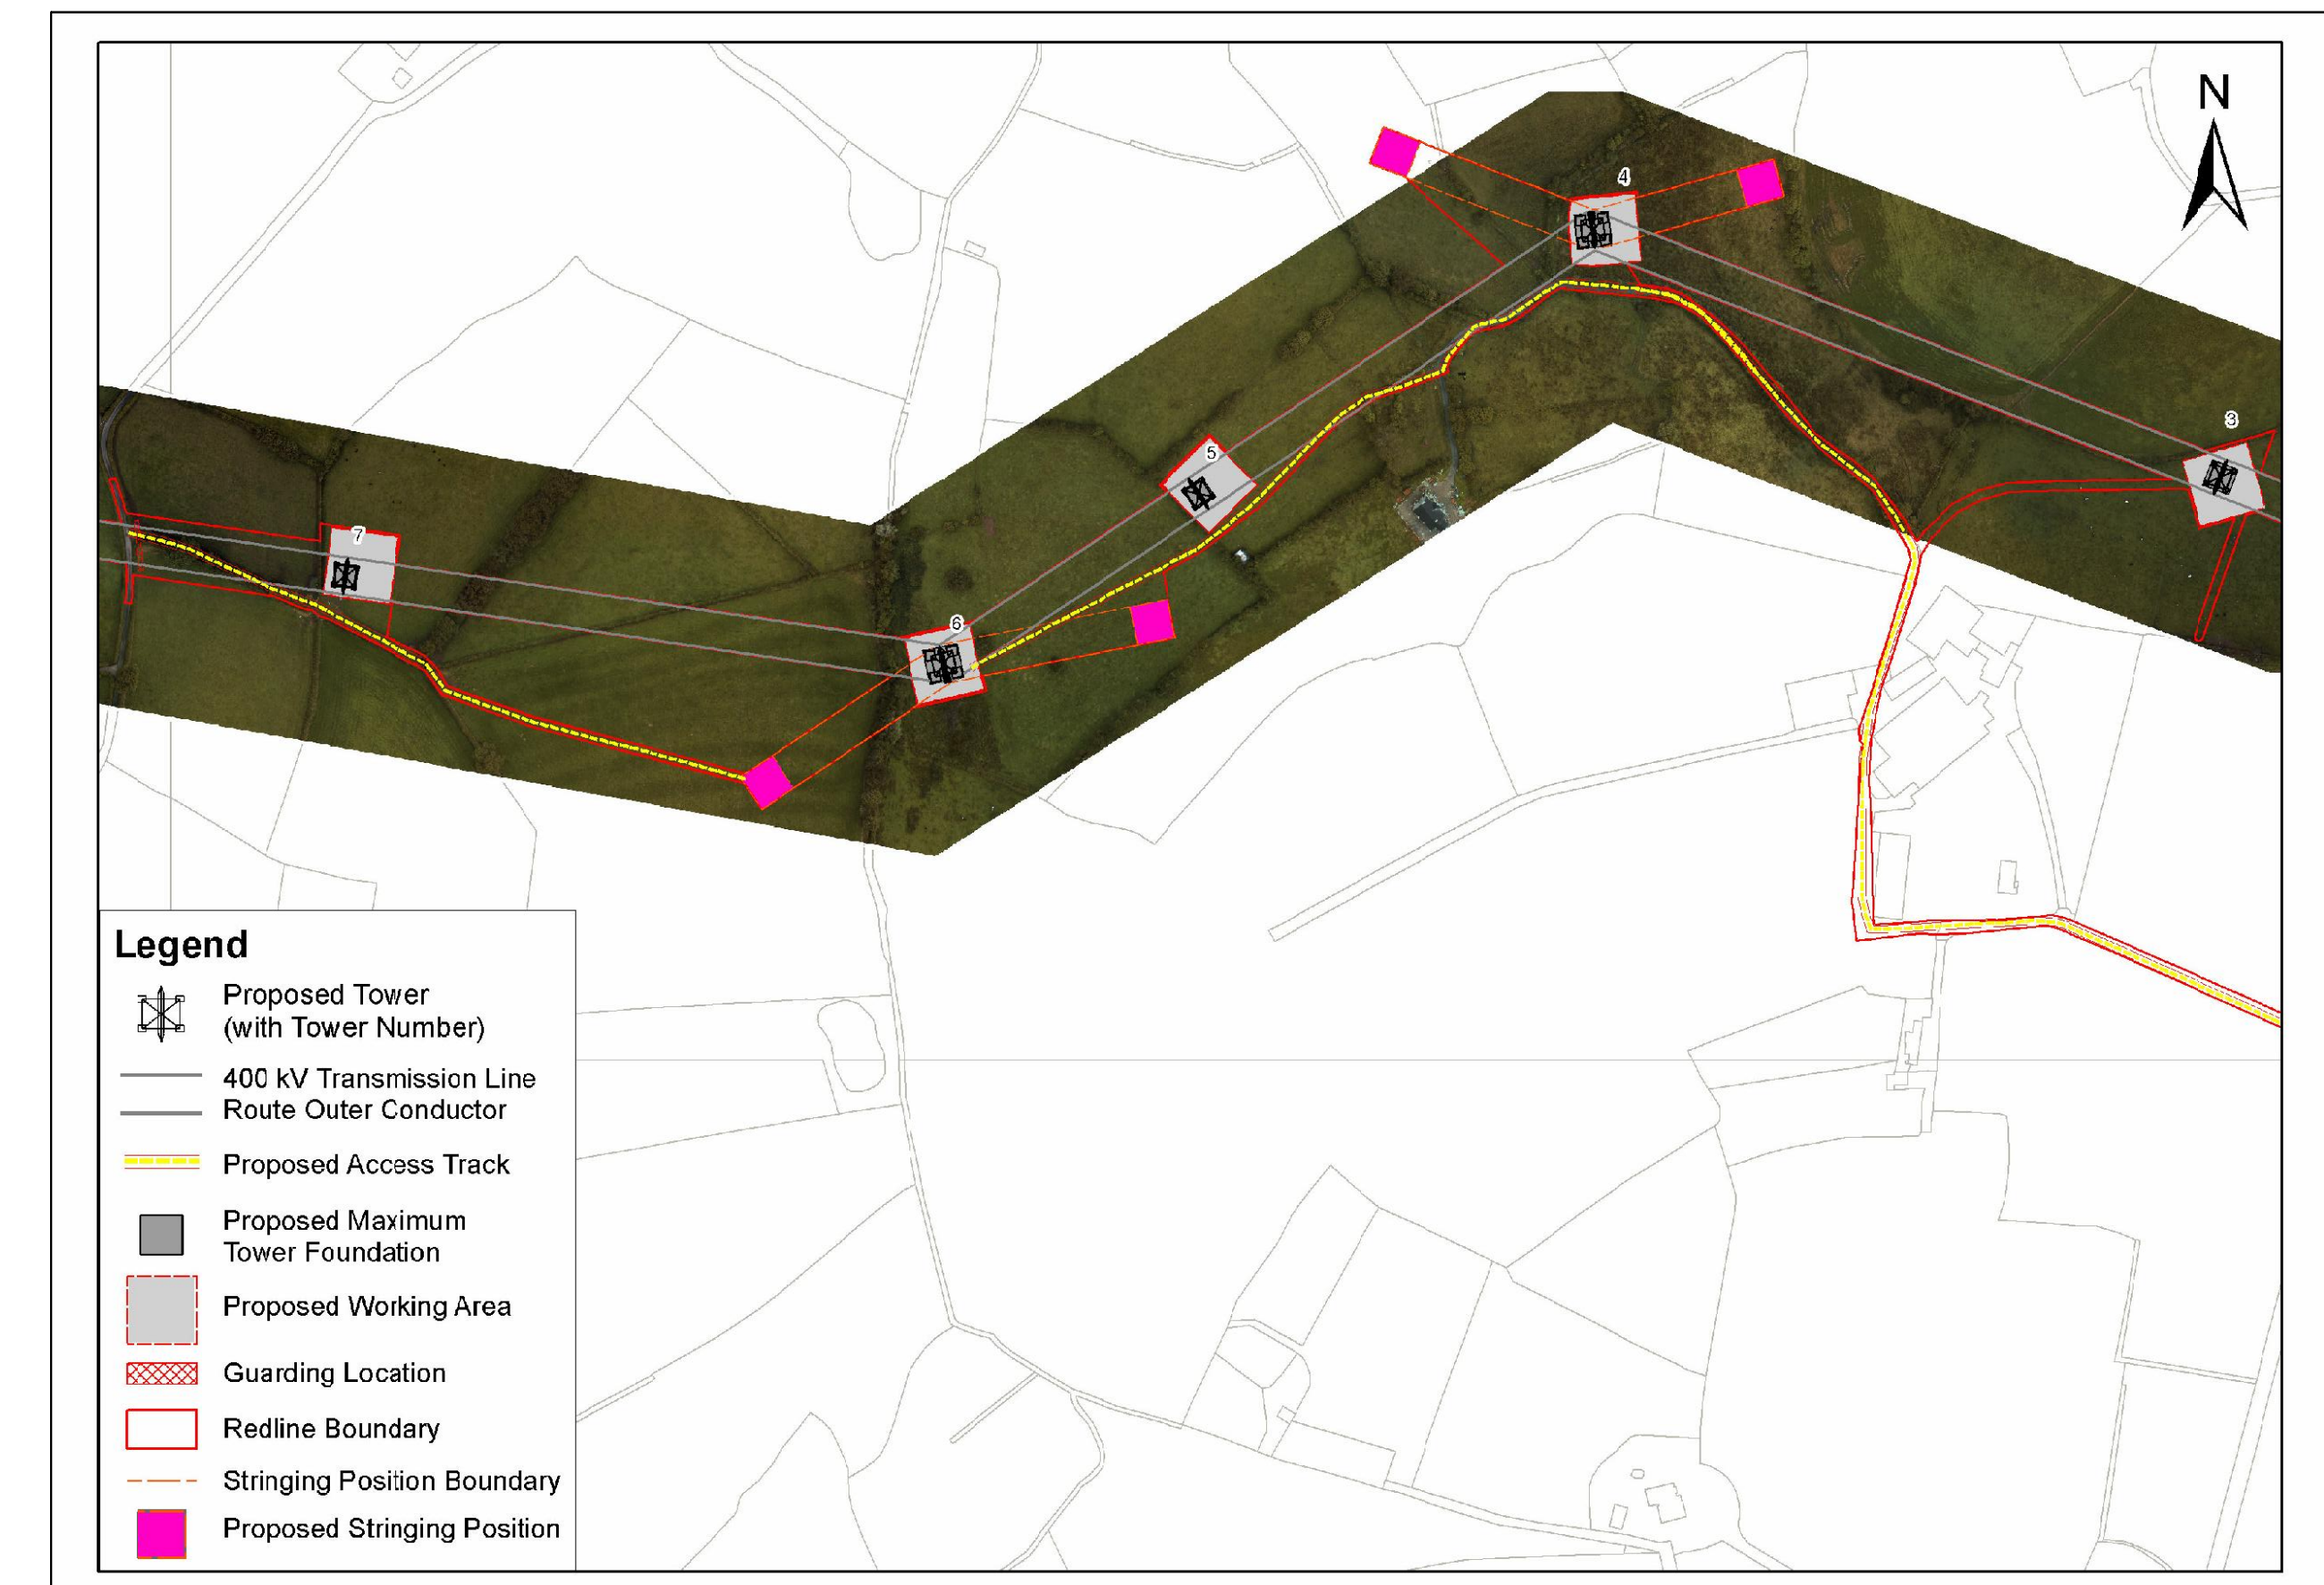 N
4
3
5
7
6
Legend
Proposed Tower
(with Tower Number)
400 kV Transmission Line
Route Outer Conductor
Proposed Access Track
Proposed Maximum
Tower Foundation
Proposed Working Area
Guarding Location
Redline Boundary
Stringing Position Boundary
Proposed Stringing Position